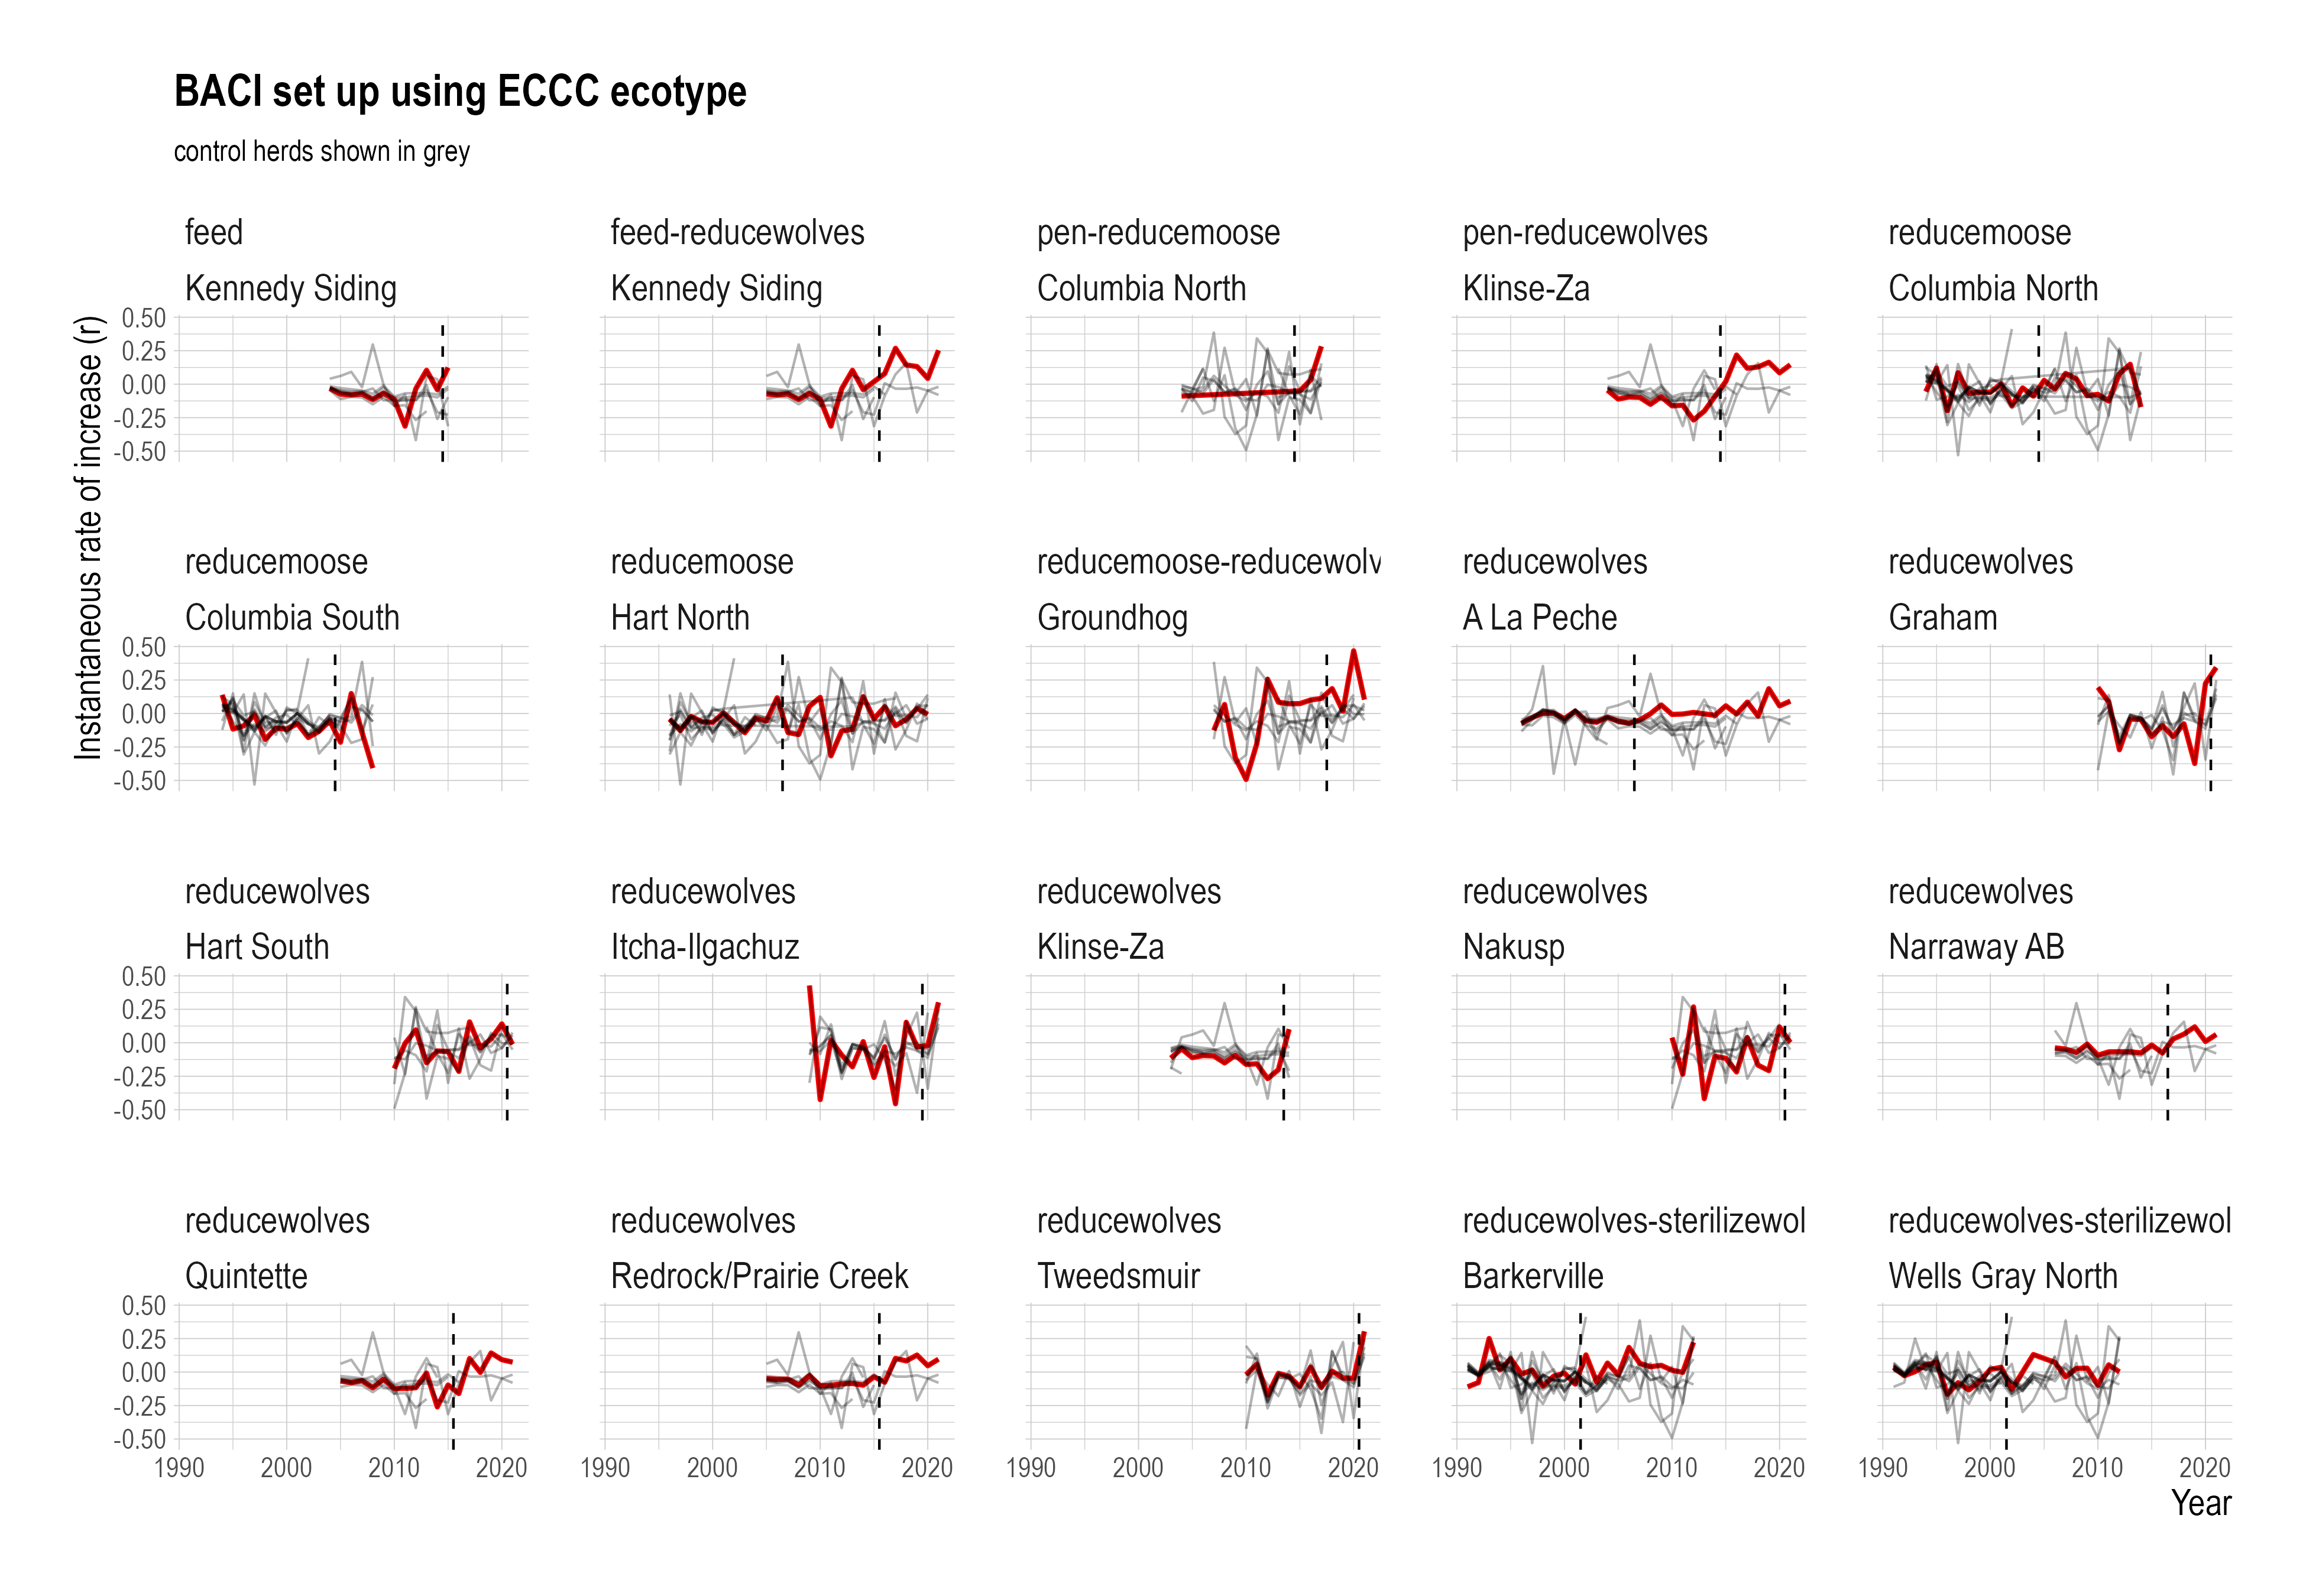 BACI set up using ECCC ecotype
control herds shown in grey
Instantaneous rate of increase (r)
feed
Kennedy Siding
feed-reducewolves
Kennedy Siding
pen-reducemoose
Columbia North
pen-reducewolves
Klinse-Za
reducemoose
Columbia North
0.50
0.25
0.00
-0.25
-0.50
reducemoose
Columbia South
reducemoose
Hart North
reducemoose-reducewolv
Groundhog
reducewolves
A La Peche
reducewolves
Graham
0.50
0.25
0.00
-0.25
-0.50
reducewolves
Hart South
reducewolves
Itcha-Ilgachuz
reducewolves
Klinse-Za
reducewolves
Nakusp
reducewolves
Narraway AB
0.50
0.25
0.00
-0.25
-0.50
reducewolves
Quintette
reducewolves
Redrock/Prairie Creek
reducewolves
Tweedsmuir
reducewolves-sterilizewol
Barkerville
reducewolves-sterilizewol
Wells Gray North
0.50
0.25
0.00
-0.25
-0.50
1990 2000 2010 2020
1990 2000 2010 2020
1990 2000 2010 2020
1990 2000 2010 2020
1990 2000 2010 2020
Year